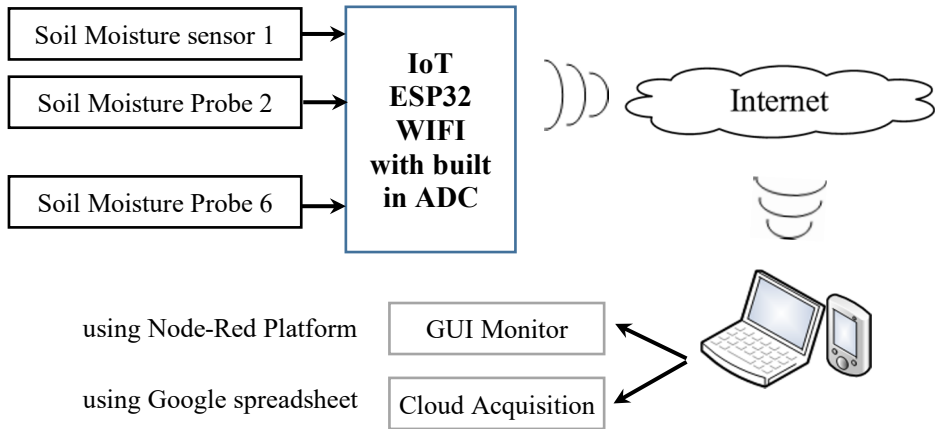 Soil Moisture sensor 1
Soil Moisture Probe 2
Soil Moisture Probe 6
IoT
ESP32
WIFI
with built
in ADC
Internet
using Node-Red Platform
GUI Monitor
using Google spreadsheet
Cloud Acquisition